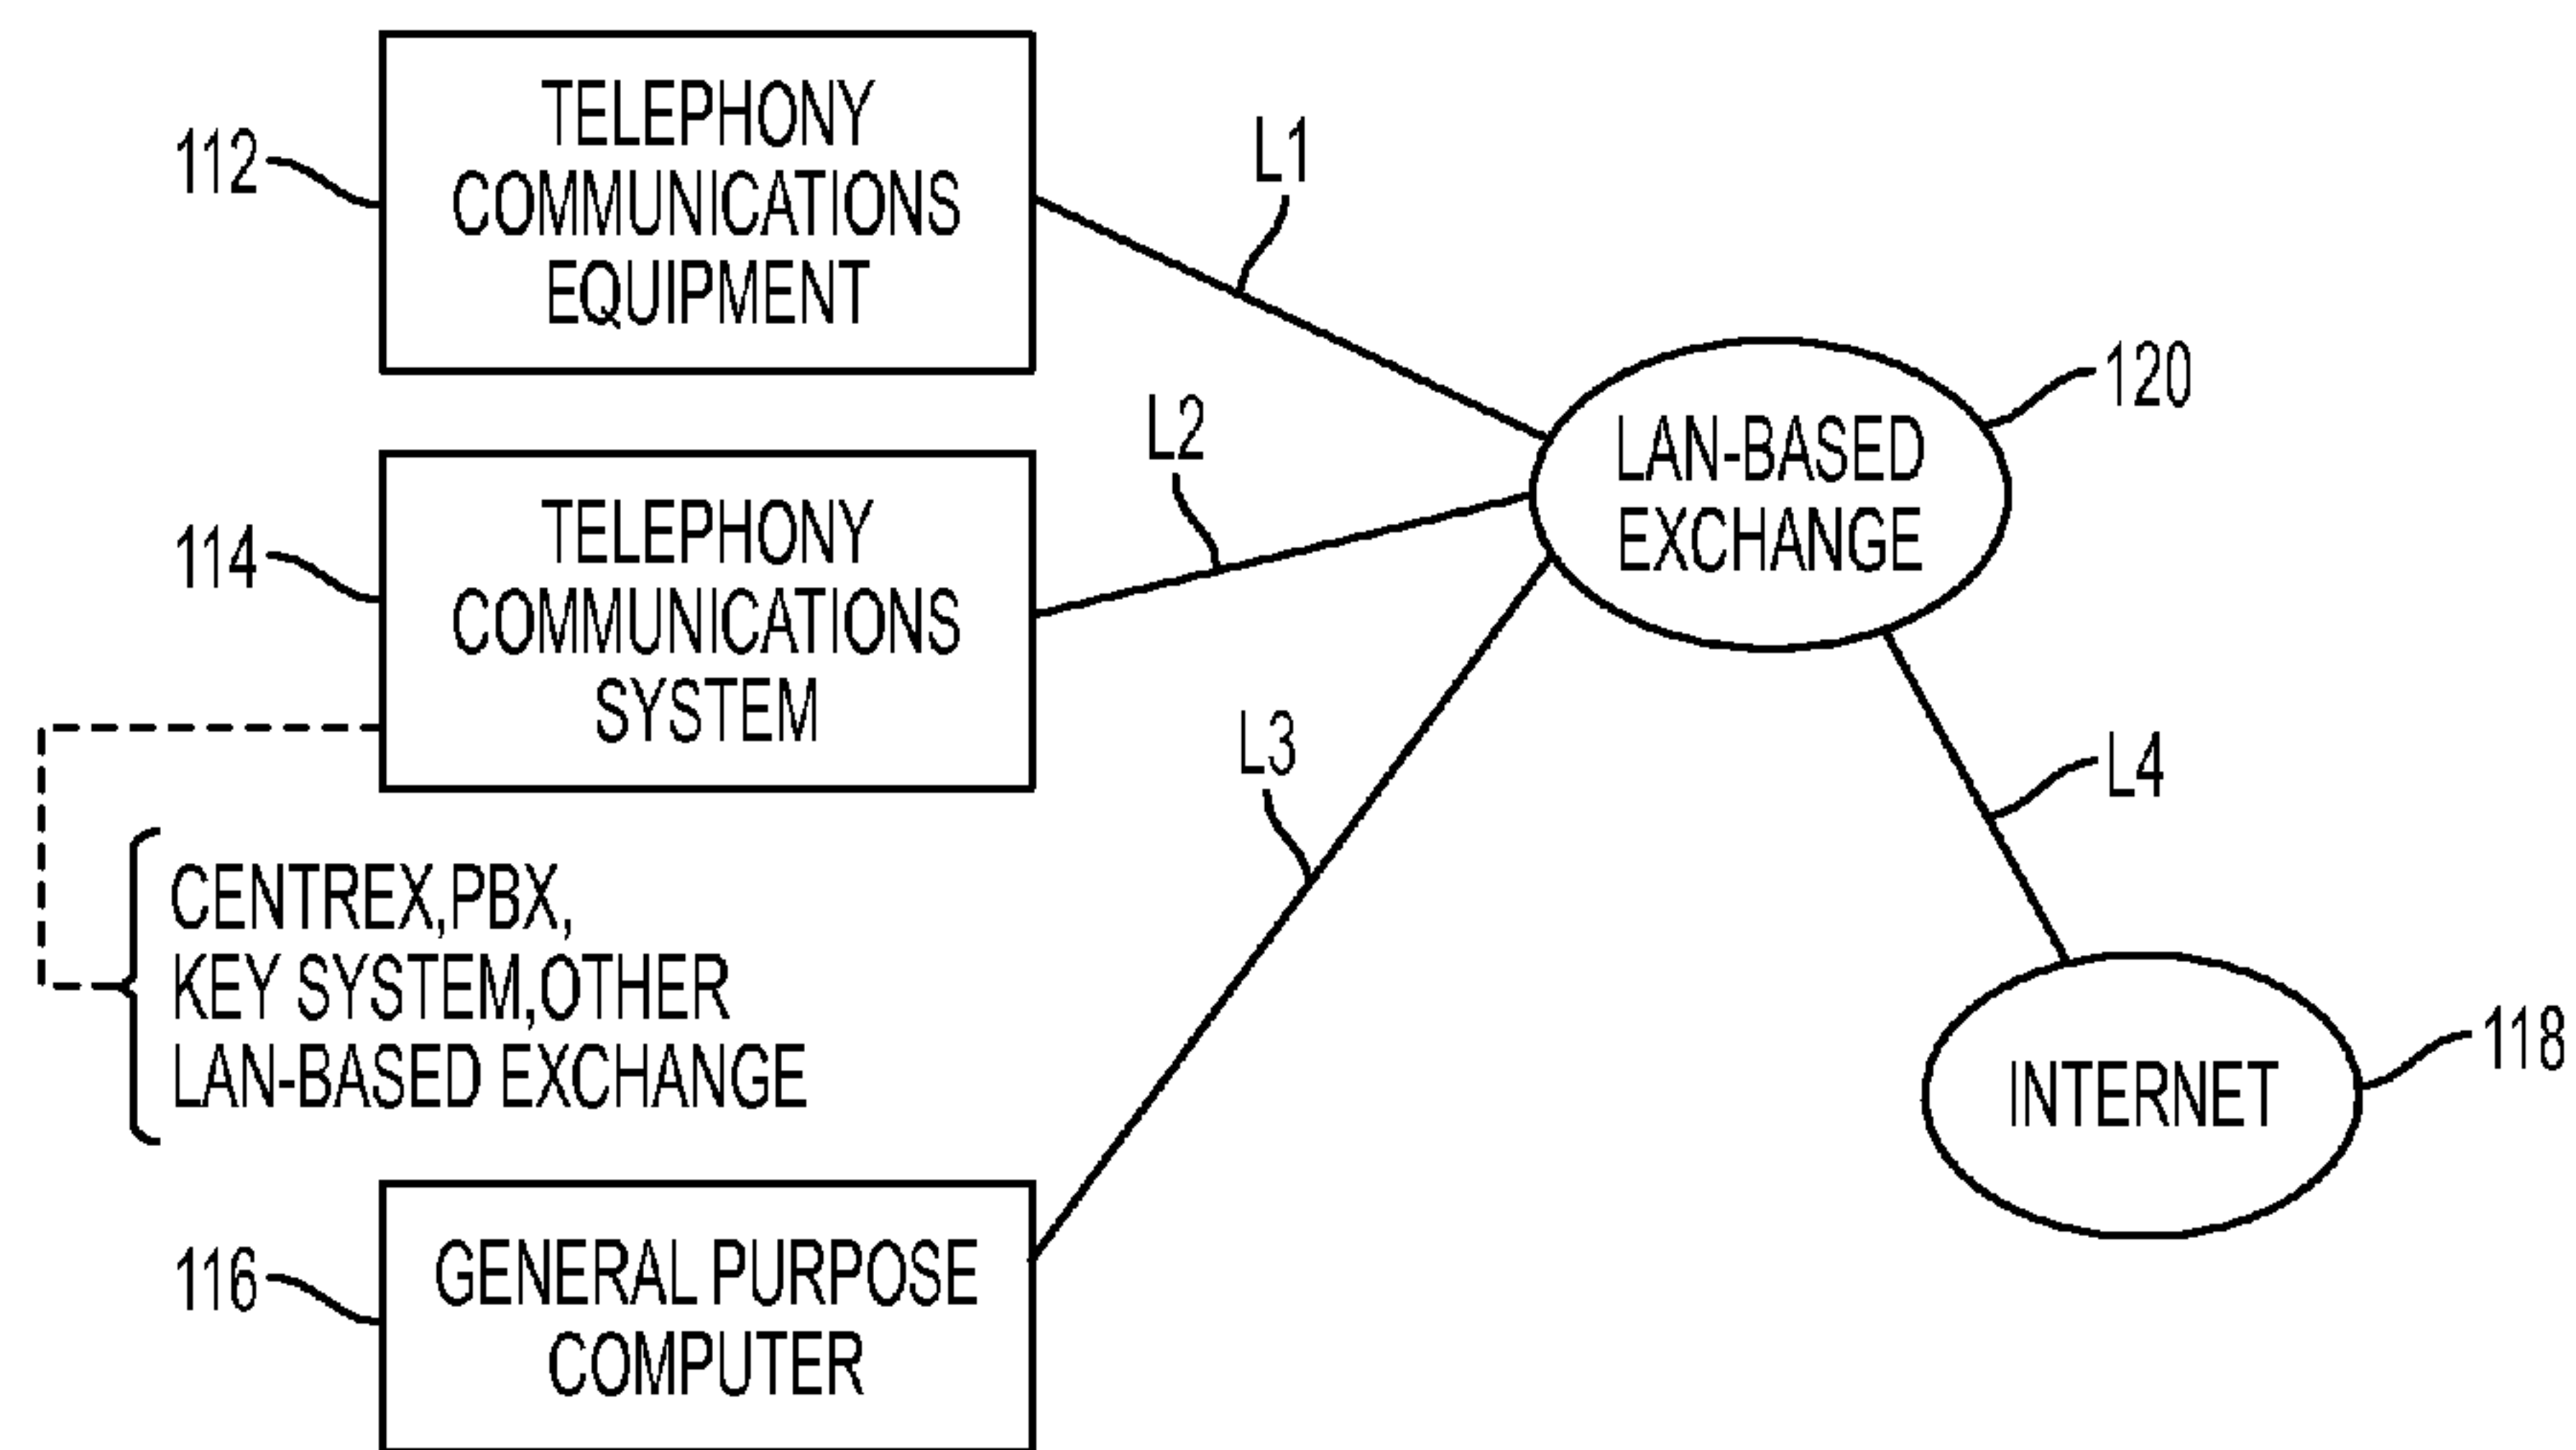 112
TELEPHONY
COMMUNICATIONS
EQUIPMENT
L1
120
LAN-BASED
EXCHANGE
L2
114
TELEPHONY
COMMUNICATIONS
SYSTEM
L3
L4
CENTREX,PBX,
KEY SYSTEM,OTHER
LAN-BASED EXCHANGE
118
INTERNET
116
GENERAL PURPOSE
COMPUTER